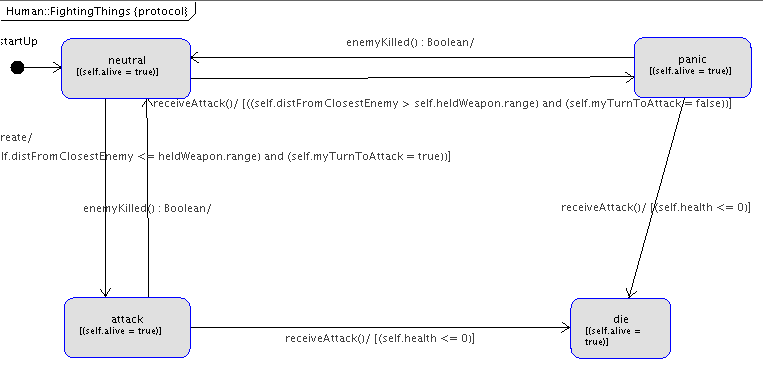 Human::FightingThings {protocol}
startUp
enemyKilled() : Boolean/
neutral
[(self.alive = true)]
panic
[(self.alive = true)]
receiveAttack()/ [((self.distFromClosestEnemy > self.heldWeapon.range) and (self.myTurnToAttack = false))]
reate/
lf.distFromClosestEnemy <= heldWeapon.range) and (self.myTurnToAttack = true))]
enemyKilled() : Boolean/
receiveAttack()/ [(self.health <= 0)]
attack
[(self.alive = true)]
die
[(self.alive =
true)]
receiveAttack()/ [(self.health <= 0)]